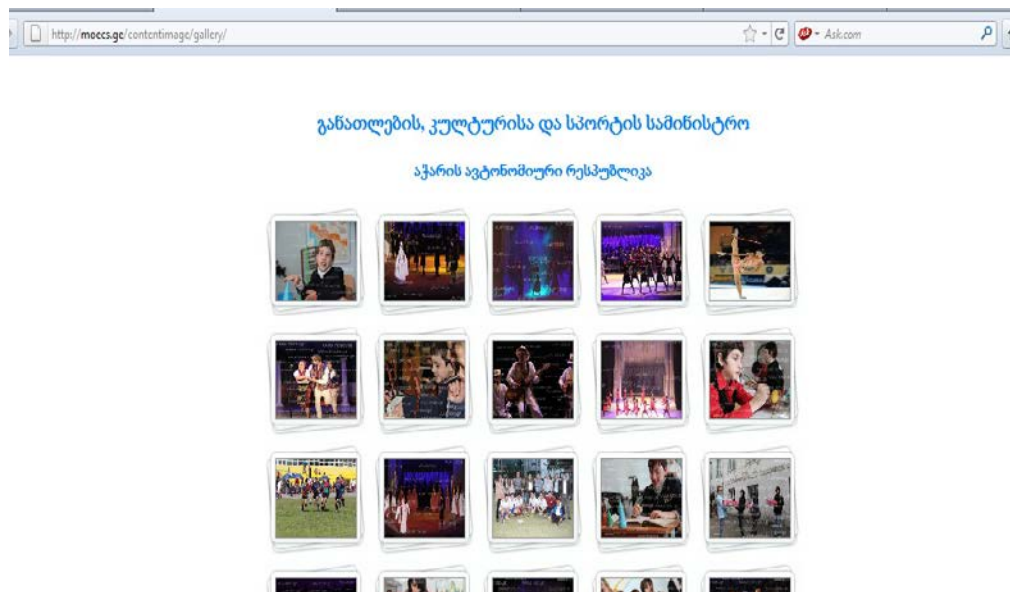 http://moecs.ge/contentimage/gallery/
Ask.com
განათლების, კულტურისა და სპორტის სამინისტრო
აჭარის ავტონომიური რესპუბლიკა